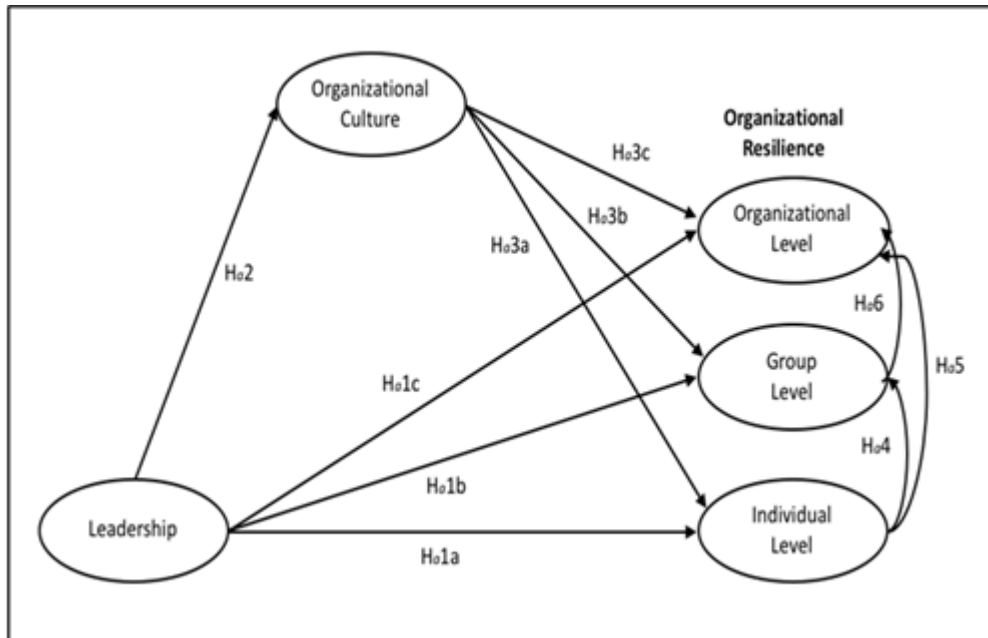 Organizational
Culture
Organizational
Resilience
Hₒ3c
Organizational
Level
Hₒ3b
Hₒ3a
Hₒ2
Hₒ6
Hₒ1c
Group
Level
Hₒ5
Hₒ4
Hₒ1b
Leadership
Individual
Level
Hₒ1a